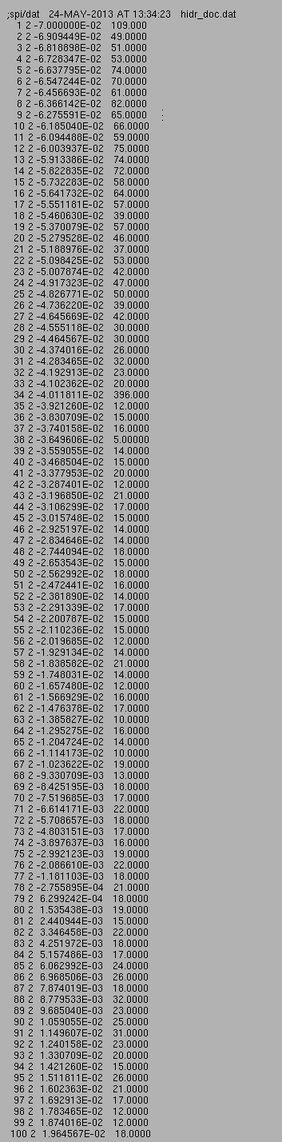 ;spi/dat 24-MAY-2013 AT 13:34:23 hidr_doc.dat
1 2 -7.000000E-02 109.000
2 2 -6.909449E-02 49.0000
3 2 -6.818898E-02 51.0000
4 2 -6.728347E-02 53.0000
5 2 -6.637795E-02 74.0000
6 2 -6.547244E-02 70.0000
7 2 -6.456693E-02 61.0000
8 2 -6.366142E-02 82.0000
9 2 -6.275591E-02 65.0000
10 2 -6.185040E-02 66.0000
11 2 -6.094488E-02 59.0000
12 2 -6.003937E-02 75.0000
13 2 -5.913386E-02 74.0000
14 2 -5.822835E-02 72.0000
15 2 -5.732283E-02 58.0000
16 2 -5.641732E-02 64.0000
17 2 -5.551181E-02 57.0000
18 2 -5.460630E-02 39.0000
19 2 -5.370079E-02 57.0000
20 2 -5.279528E-02 46.0000
21 2 -5.188976E-02 37.0000
22 2 -5.098425E-02 53.0000
23 2 -5.007874E-02 42.0000
24 2 -4.917323E-02 47.0000
25 2 -4.826771E-02 50.0000
26 2 -4.736220E-02 39.0000
27 2 -4.645669E-02 42.0000
28 2 -4.555118E-02 30.0000
29 2 -4.464567E-02 30.0000
30 2 -4.374016E-02 26.0000
31 2 -4.283465E-02 32.0000
32 2 -4.192913E-02 23.0000
33 2 -4.102362E-02 20.0000
34 2 -4.011811E-02 396.000
35 2 -3.921260E-02 12.0000
36 2 -3.830709E-02 15.0000
37 2 -3.740158E-02 16.0000
38 2 -3.649606E-02 5.00000
39 2 -3.559055E-02 14.0000
40 2 -3.468504E-02 15.0000
41 2 -3.377953E-02 20.0000
42 2 -3.287401E-02 12.0000
43 2 -3.196850E-02 21.0000
44 2 -3.106299E-02 17.0000
45 2 -3.015748E-02 15.0000
46 2 -2.925197E-02 14.0000
47 2 -2.834646E-02 14.0000
48 2 -2.744094E-02 18.0000
49 2 -2.653543E-02 15.0000
50 2 -2.562992E-02 18.0000
51 2 -2.472441E-02 16.0000
52 2 -2.381890E-02 14.0000
53 2 -2.291339E-02 17.0000
54 2 -2.200787E-02 15.0000
55 2 -2.110236E-02 15.0000
56 2 -2.019685E-02 12.0000
57 2 -1.929134E-02 14.0000
58 2 -1.838582E-02 21.0000
59 2 -1.748031E-02 14.0000
60 2 -1.657480E-02 12.0000
61 2 -1.566929E-02 16.0000
62 2 -1.476378E-02 17.0000
63 2 -1.385827E-02 10.0000
64 2 -1.295275E-02 16.0000
65 2 -1.204724E-02 14.0000
66 2 -1.114173E-02 10.0000
67 2 -1.023622E-02 19.0000
68 2 -9.330709E-03 13.0000
69 2 -8.425195E-03 18.0000
70 2 -7.519685E-03 17.0000
71 2 -6.614171E-03 22.0000
72 2 -5.708657E-03 18.0000
73 2 -4.803151E-03 17.0000
74 2 -3.897637E-03 16.0000
75 2 -2.992123E-03 19.0000
76 2 -2.086610E-03 22.0000
77 2 -1.181103E-03 18.0000
78 2 -2.755895E-04 21.0000
79 2 6.299242E-04 18.0000
80 2 1.535438E-03 19.0000
81 2 2.440944E-03 15.0000
82 2 3.346458E-03 22.0000
83 2 4.251972E-03 18.0000
84 2 5.157486E-03 17.0000
85 2 6.062992E-03 24.0000
86 2 6.968506E-03 26.0000
87 2 7.874019E-03 18.0000
88 2 8.779533E-03 32.0000
89 2 9.685040E-03 23.0000
90 2 1.059055E-02 25.0000
91 2 1.149607E-02 31.0000
92 2 1.240158E-02 23.0000
93 2 1.330709E-02 20.0000
94 2 1.421260E-02 15.0000
95 2 1.511811E-02 26.0000
96 2 1.602363E-02 21.0000
97 2 1.692913E-02 17.0000
98 2 1.783465E-02 12.0000
99 2 1.874016E-02 12.0000
100 2 1.964567E-02 18.0000